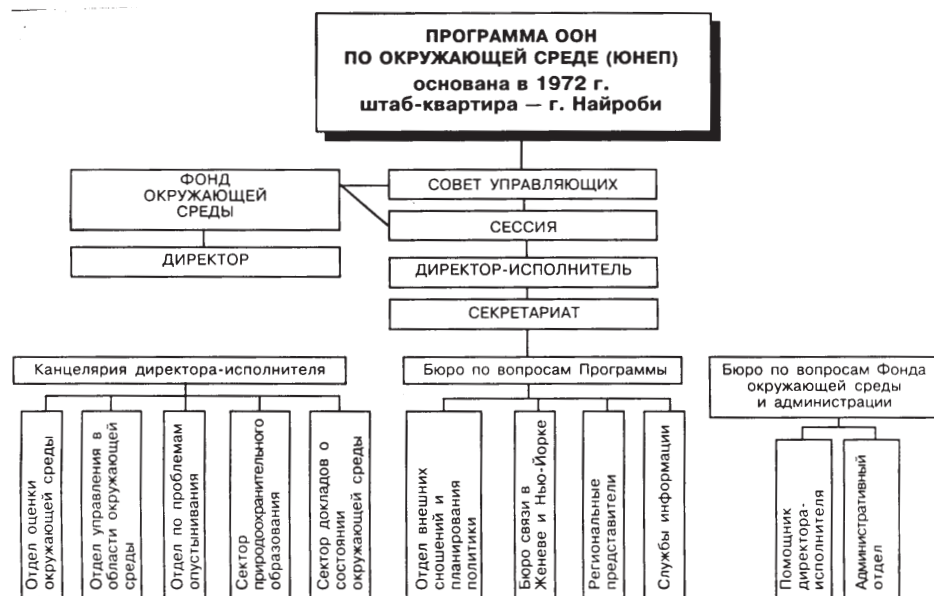 ПРОГРАММА ООН
ПО ОКРУЖАЮЩЕЙ СРЕДЕ (ЮНЕП)
основана в 1972 г.
штаб-квартира — г. Найроби
ФОНД
ОКРУЖАЮЩЕЙ
СРЕДЫ
ДИРЕКТОР
СОВЕТ УПРАВЛЯЮЩИХ
СЕССИЯ
ДИРЕКТОР-ИСПОЛНИТЕЛЬ
СЕКРЕТАРИАТ
Канцелярия директора-исполнителя
Отдел оценки
окружающей среды
Отдел управления в
области окружающей
среды
Отдел по проблемам
опустынивания
Сектор
природоохранительного
образования
Сектор докладов о
состоянии
окружающей среды
Бюро по вопросам Программы
Отдел внешних
сношений и
планирования
политики
Бюро связи в
Женеве и Нью-Йорке
Региональные
представители
Службы информации
Бюро по вопросам Фонда
окружающей среды
и администрации
Помощник
директора-
исполнителя
Административный
отдел